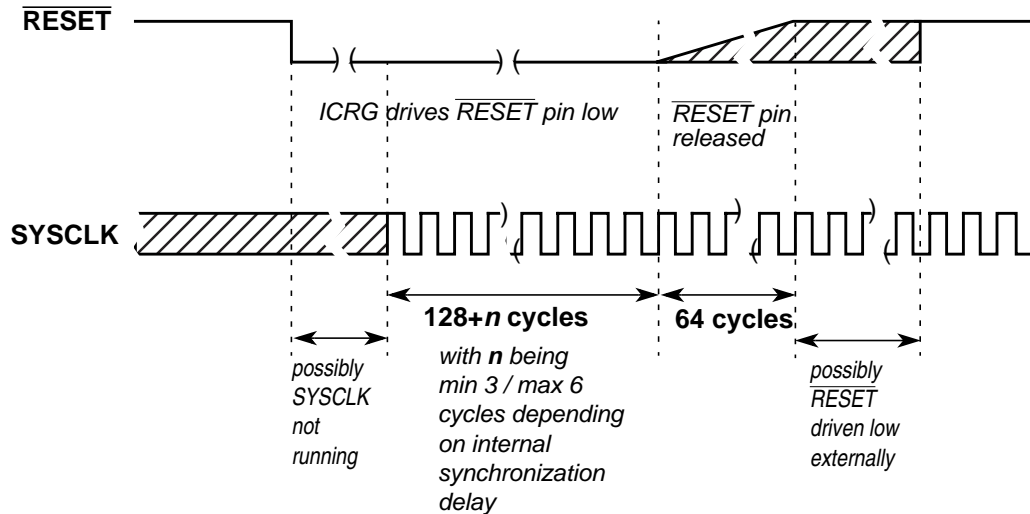 RESET
ICRG drives RESET pin low
RESET pin
released
SYSCLK
128+n cycles
with n being
min 3 / max 6
cycles depending
on internal
synchronization
delay
64 cycles
possibly
SYSCLK
not
running
possibly
RESET
driven low
externally